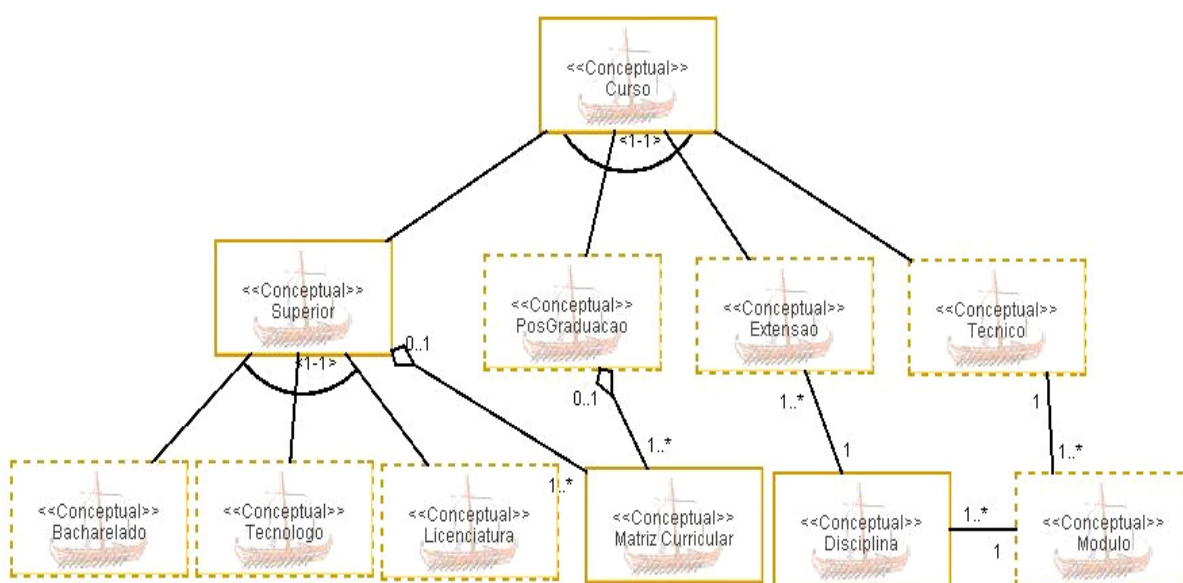 <<Conceptual>>
Curso
<1-1>
<<Conceptual>>
Superior
<<Conceptual>>
PosGraduacao
<<Conceptual>>
Extensao
<<Conceptual>>
Tecnico
<1-1>
0..1
0..1
1..*
1
1..*
1
1..*
1..*
<<Conceptual>>
Bacharelado
<<Conceptual>>
Tecnologo
<<Conceptual>>
Licenciatura
<<Conceptual>>
Matriz Curricular
<<Conceptual>>
Disciplina
<<Conceptual>>
Modulo
1..*
1